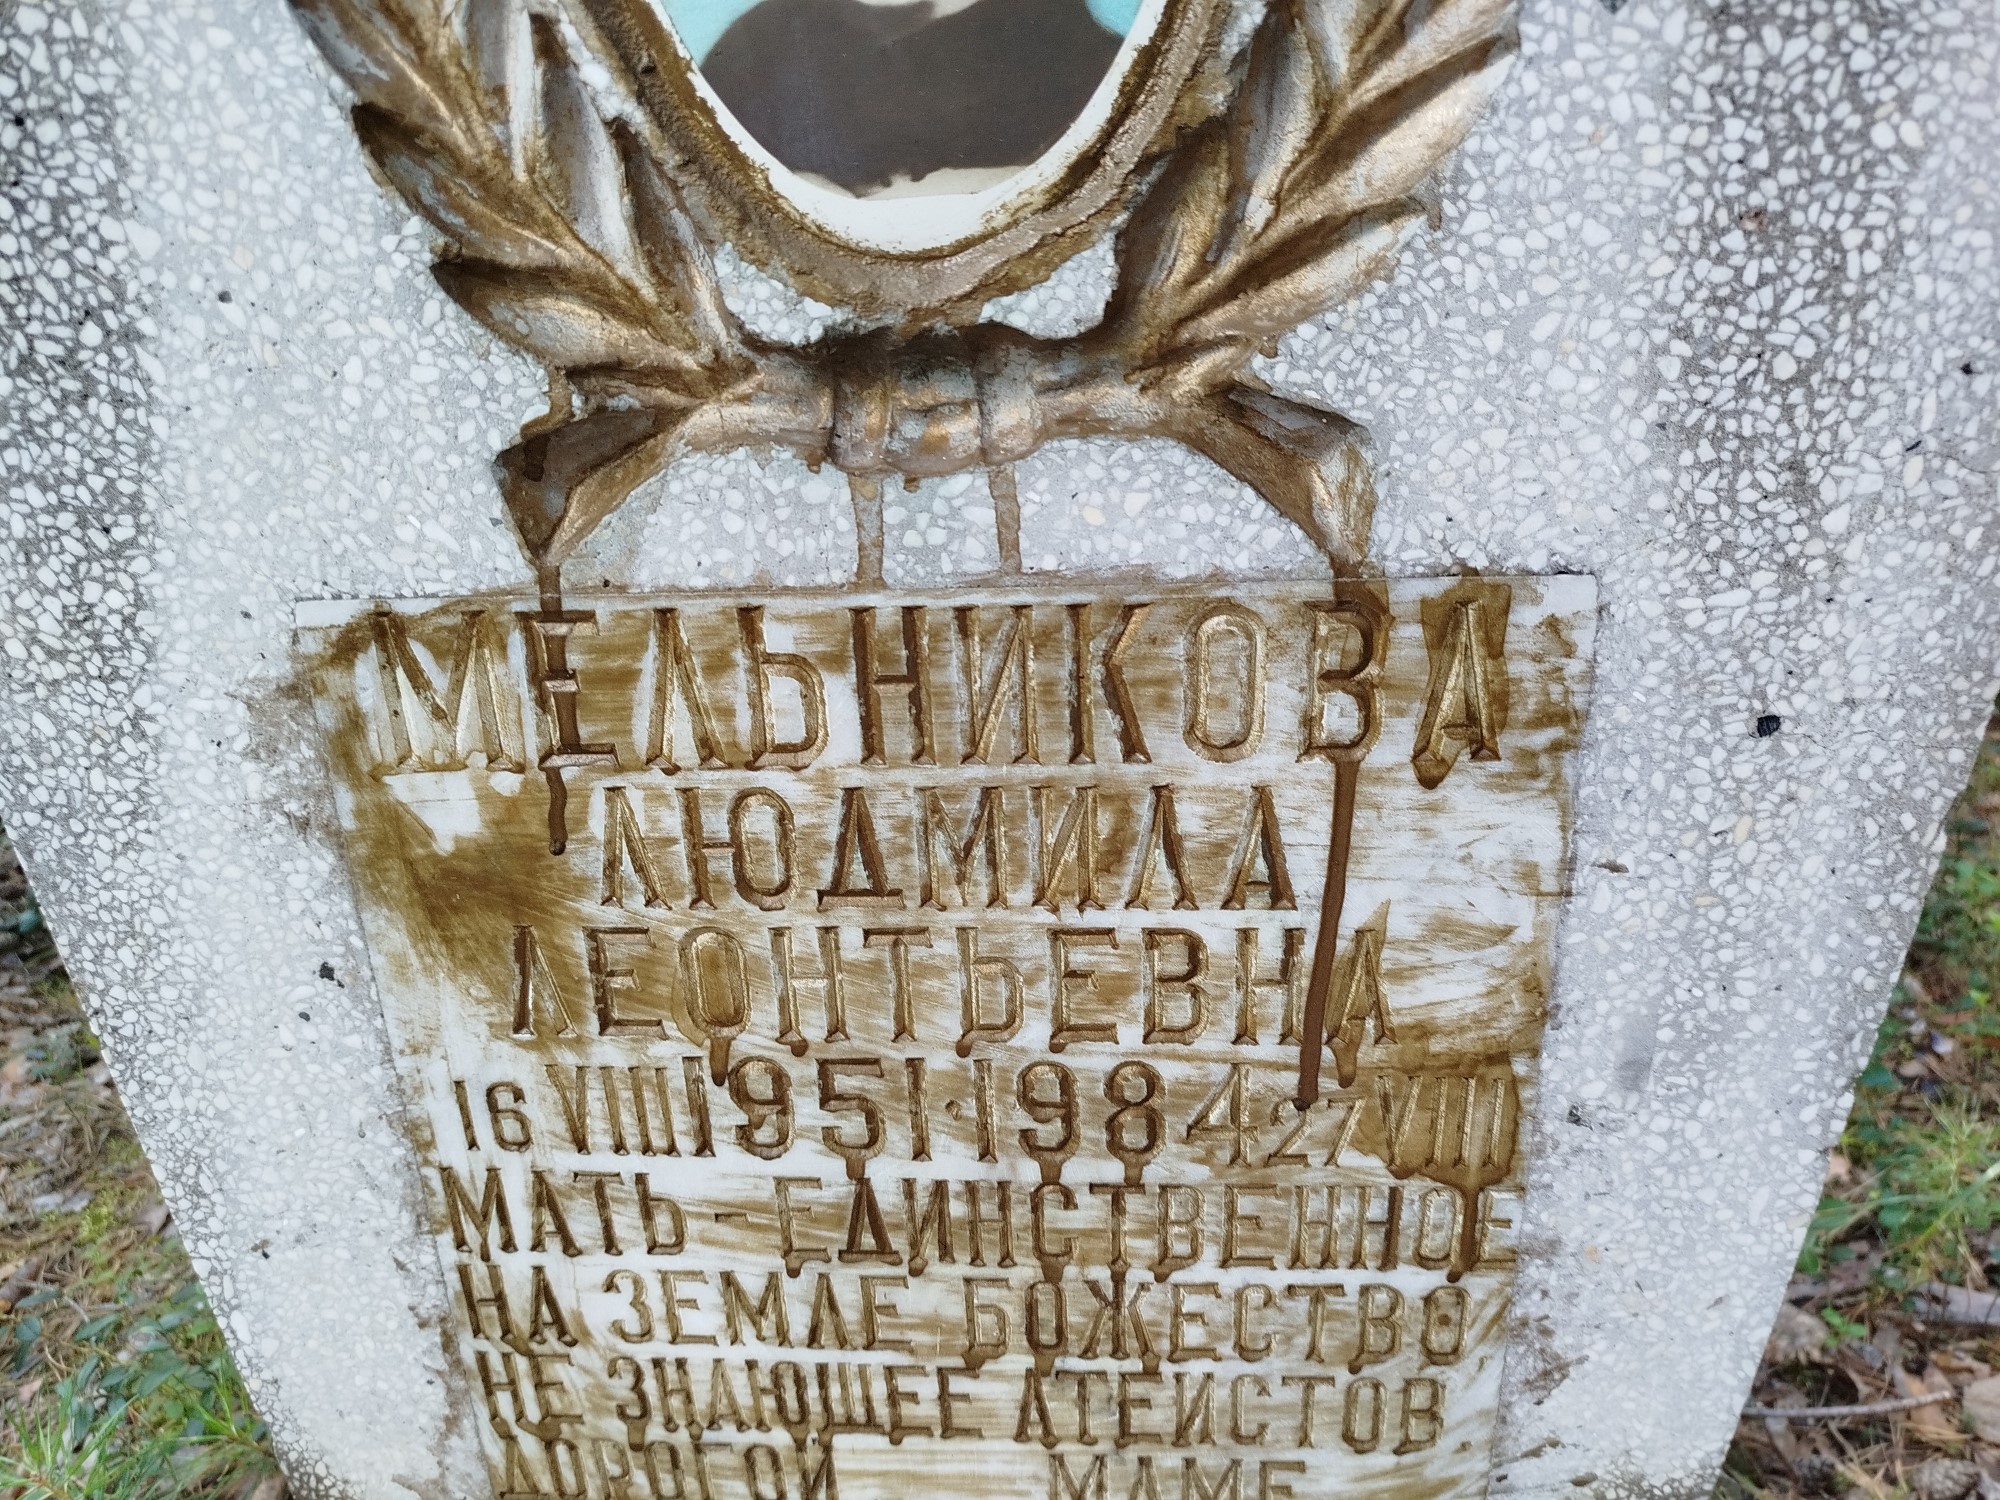 МЕЛЬНИКОВА
ЛЮДМИЛА
ЛЕОНТЬЕВНА
16 VIII 1951·1984 27 VIII
МАТЬ - ЕДИНСТВЕННОЕ
НА ЗЕМЛЕ БОЖЕСТВО
НЕ ЗНАЮЩЕЕ АТЕИСТОВ
ДОРОГОЙ МАМЕ